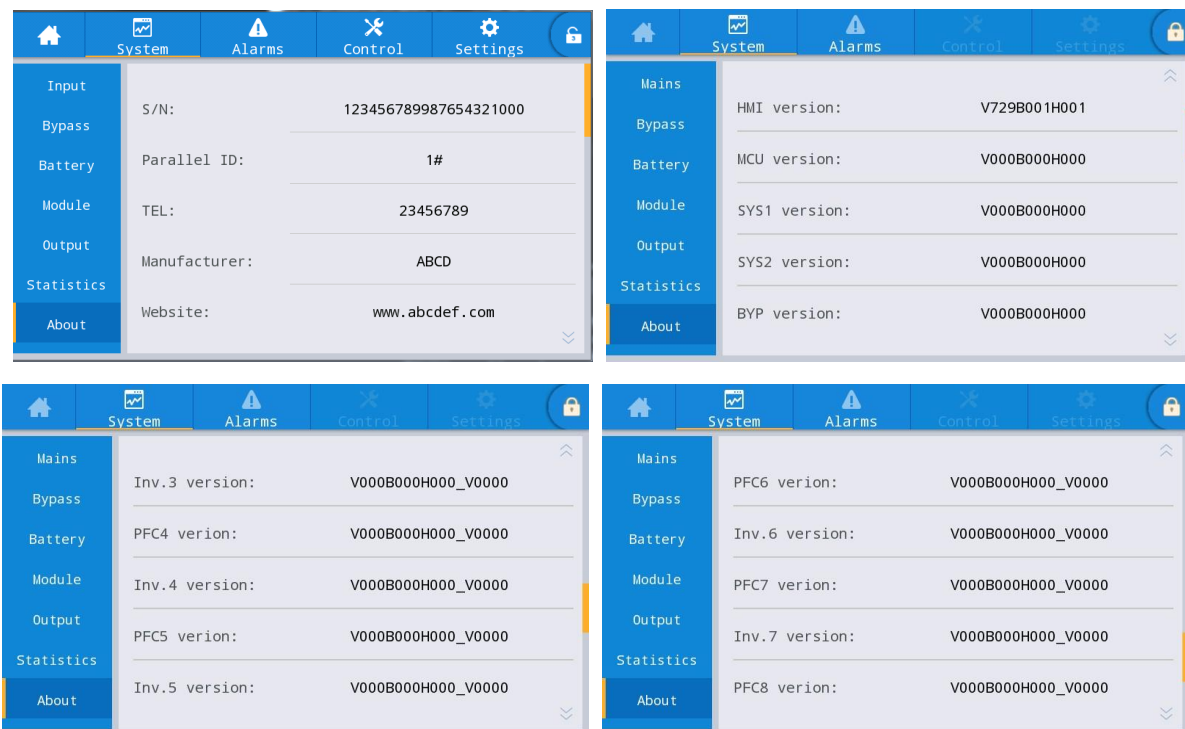 System Alarms Control Settings
Input
Bypass
Battery
Module
Output
Statistics
About
S/N: 123456789987654321000
Parallel ID: 1#
TEL: 23456789
Manufacturer: ABCD
Website: www.abcdef.com
System Alarms Control Settings
Mains
Bypass
Battery
Module
Output
Statistics
About
HMI version: V729B001H001
MCU version: V000B000H000
SYS1 version: V000B000H000
SYS2 version: V000B000H000
BYP version: V000B000H000
System Alarms Control Settings
Mains
Bypass
Battery
Module
Output
Statistics
About
Inv.3 version: V000B000H000_V0000
PFC4 verion: V000B000H000_V0000
Inv.4 version: V000B000H000_V0000
PFC5 verion: V000B000H000_V0000
Inv.5 version: V000B000H000_V0000
System Alarms Control Settings
Mains
Bypass
Battery
Module
Output
Statistics
About
PFC6 verion: V000B000H000_V0000
Inv.6 version: V000B000H000_V0000
PFC7 verion: V000B000H000_V0000
Inv.7 version: V000B000H000_V0000
PFC8 verion: V000B000H000_V0000